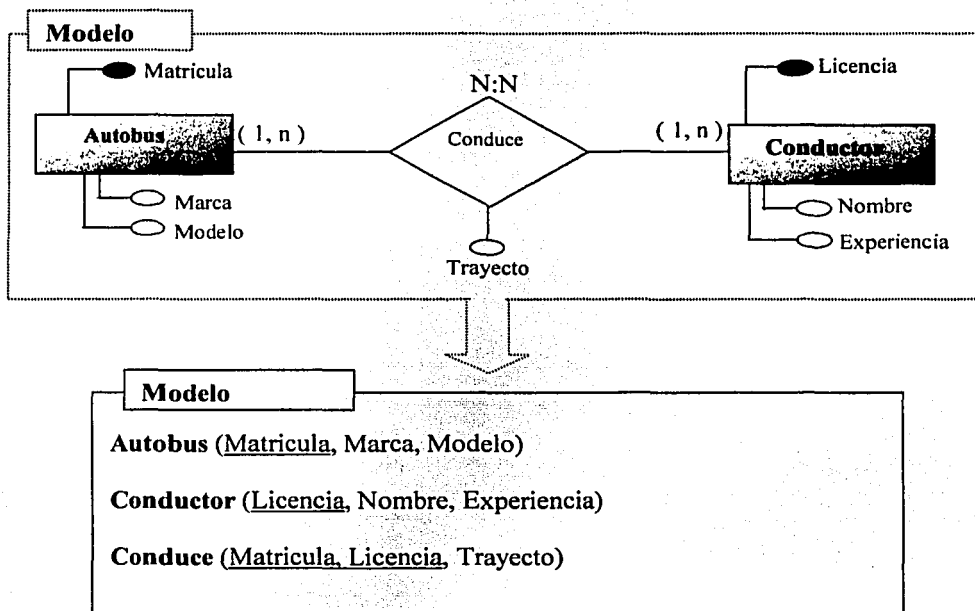 Modelo
Matricula
Licencia
N:N
Autobus
( 1, n )
Conduce
( 1, n )
Conductor
Marca
Nombre
Modelo
Experiencia
Trayecto
Modelo
Autobus (Matricula, Marca, Modelo)
Conductor (Licencia, Nombre, Experiencia)
Conduce (Matricula, Licencia, Trayecto)